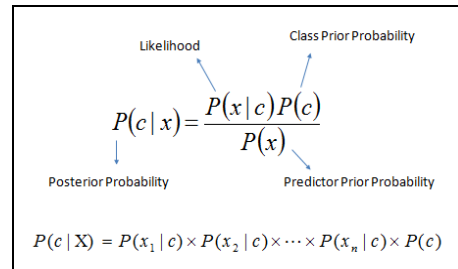 Likelihood
Class Prior Probability
P(c | x) = P(x | c)P(c) / P(x)
Posterior Probability
Predictor Prior Probability
P(c | X) = P(x₁ | c) × P(x₂ | c) × ··· × P(xₙ | c) × P(c)